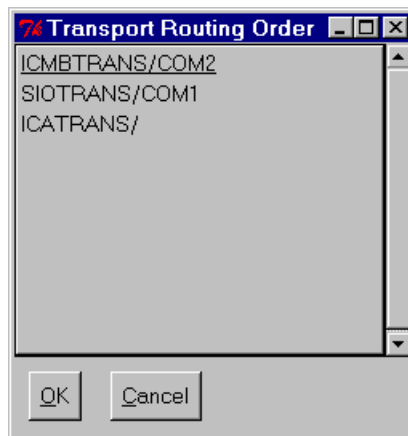 Transport Routing Order
ICMBTRANS/COM2
SIOTRANS/COM1
ICATRANS/
OK Cancel